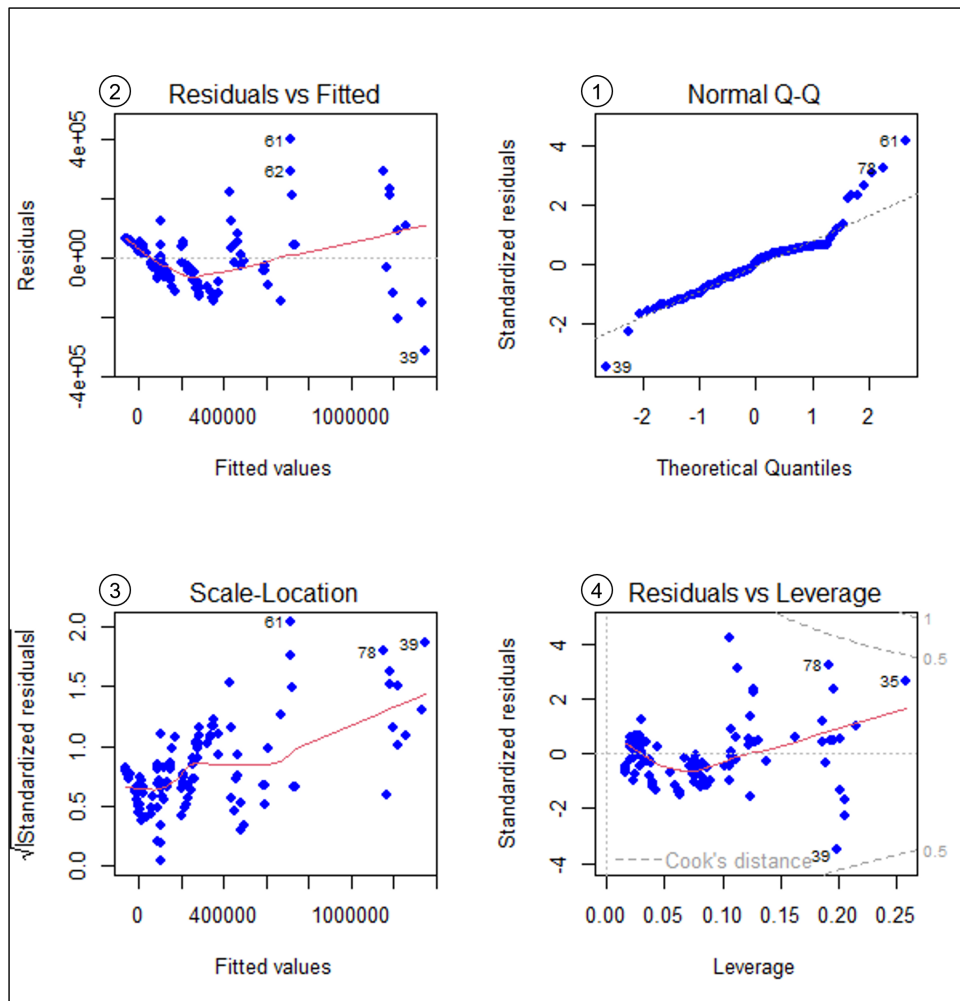 ② Residuals vs Fitted
Residuals
4e+05
0e+00
-4e+05
61
62
39
0 400000 1000000
Fitted values
① Normal Q-Q
Standardized residuals
4
2
0
-2
61
78
39
-2 -1 0 1 2
Theoretical Quantiles
③ Scale-Location
√|Standardized residuals|
2.0
1.5
1.0
0.5
0.0
61
78
39
0 400000 1000000
Fitted values
④ Residuals vs Leverage
Standardized residuals
4
2
0
-2
-4
1
0.5
78
35
39
0.5
Cook's distance
0.00 0.05 0.10 0.15 0.20 0.25
Leverage